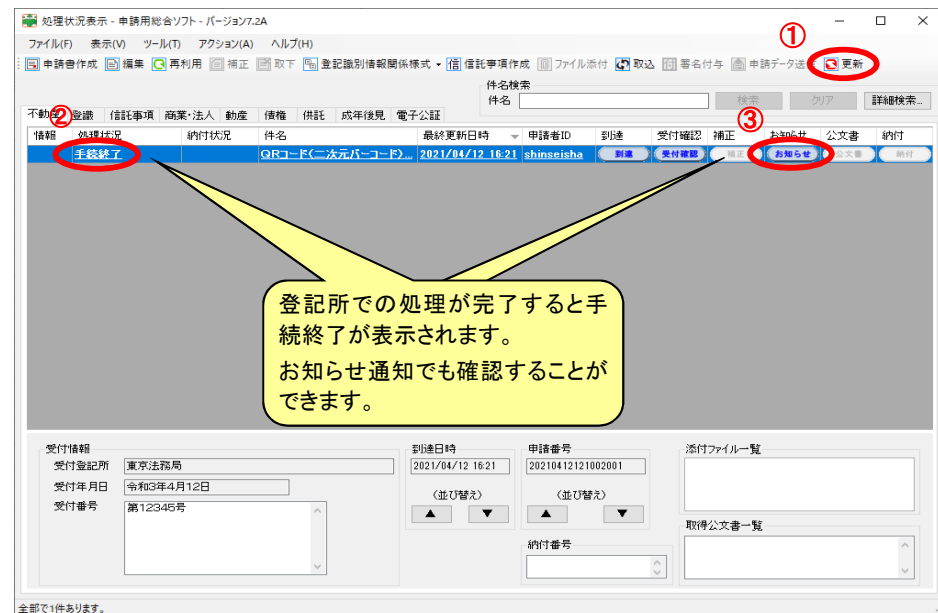 処理状況表示 - 申請用総合ソフト - バージョン7.2A
ファイル(F) 表示(V) ツール(T) アクション(A) ヘルプ(H)
①
申請書作成 編集 再利用 補正 取下 登記識別情報関係様式 信 信託事項作成 ファイル添付 取込 署名付与 申請データ送 更新
件名検索
件名 検索 クリア 詳細検索...
② ③
不動産 登識 信託事項 商業・法人 動産 債権 供託 成年後見 電子公証
情報 処理状況 納付状況 件名 最終更新日時 申請者ID 到達 受付確認 補正 お知らせ 公文書 納付
手続終了 QRコード(二次元バーコード)... 2021/04/12 16:21 shinseisha 到達 受付確認 補正 お知らせ 公文書 納付
登記所での処理が完了すると手
続終了が表示されます。
お知らせ通知でも確認することが
できます。
受付情報 到達日時 申請番号 添付ファイル一覧
受付登記所 東京法務局 2021/04/12 16:21 20210412121002001
受付年月日 令和3年4月12日 (並び替え) (並び替え)
受付番号 第12345号 ▲ ▼ ▲ ▼
取得公文書一覧
納付番号
全部で1件あります。